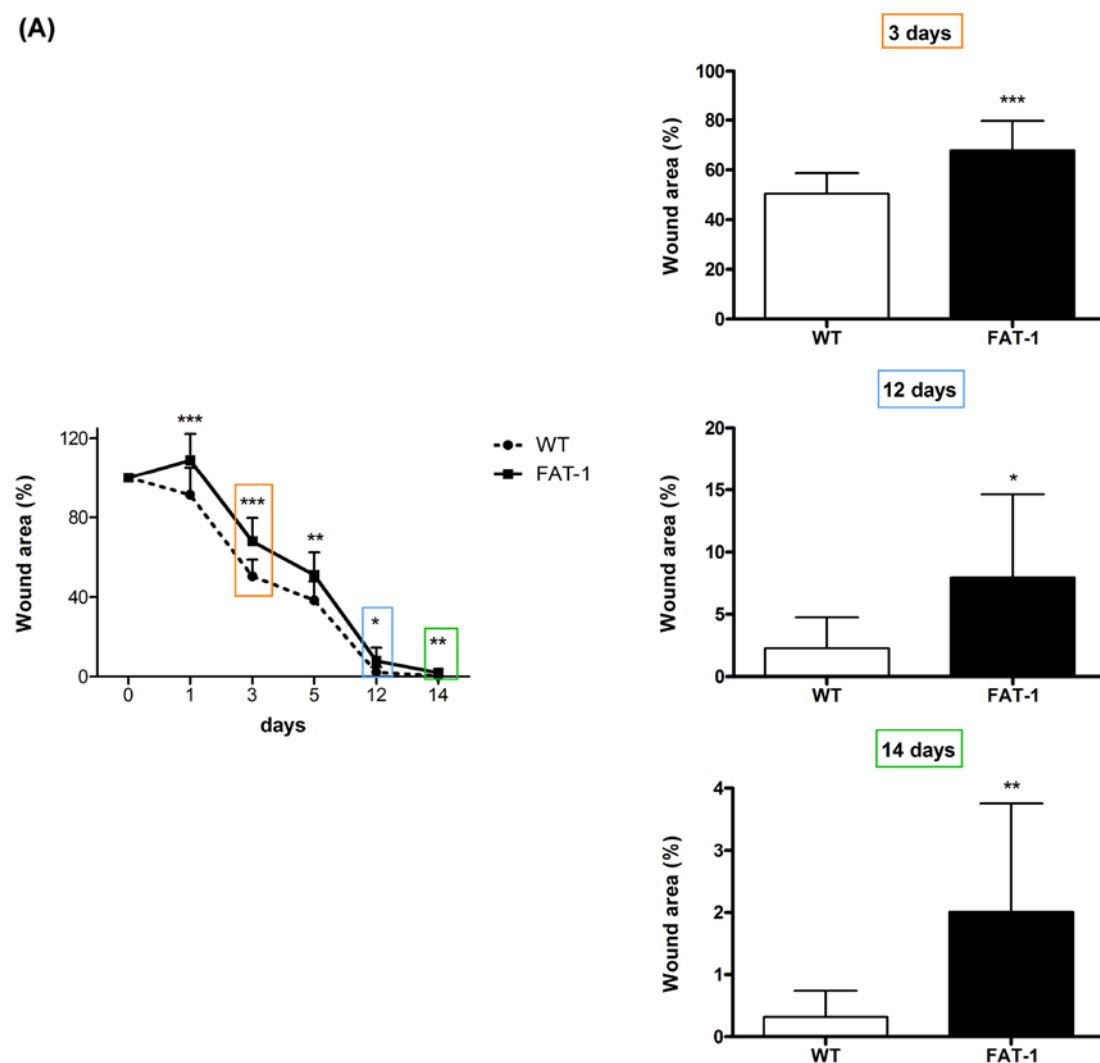 (A)
Wound area (%)
120
80
40
0
***
***
**
*
**
0 1 3 5 12 14
days
WT
FAT-1
3 days
Wound area (%)
100
80
60
40
20
0
***
WT FAT-1
12 days
Wound area (%)
20
15
10
5
0
*
WT FAT-1
14 days
Wound area (%)
4
3
2
1
0
**
WT FAT-1